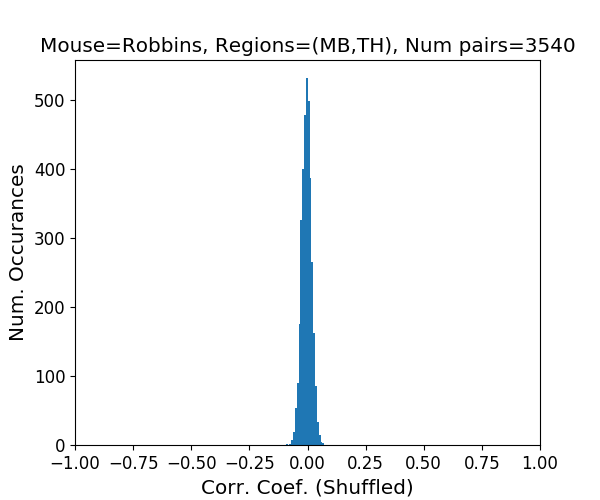 Mouse=Robbins, Regions=(MB,TH), Num pairs=3540
Num. Occurances
500
400
300
200
100
0
−1.00 −0.75 −0.50 −0.25 0.00 0.25 0.50 0.75 1.00
Corr. Coef. (Shuffled)